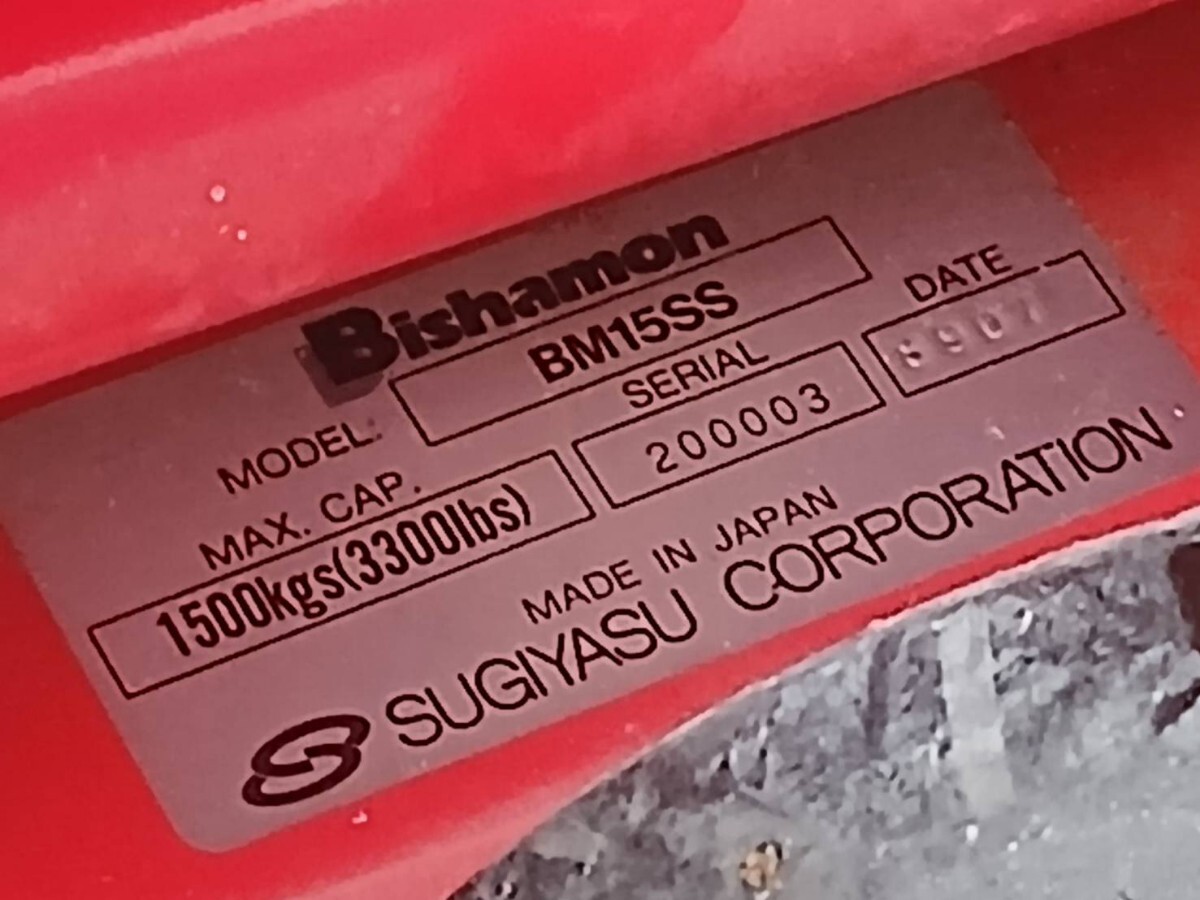 Bishamon
MODEL. BM15SS
MAX. CAP. SERIAL DATE
1500kgs(3300lbs) 200003
MADE IN JAPAN
SUGIYASU CORPORATION